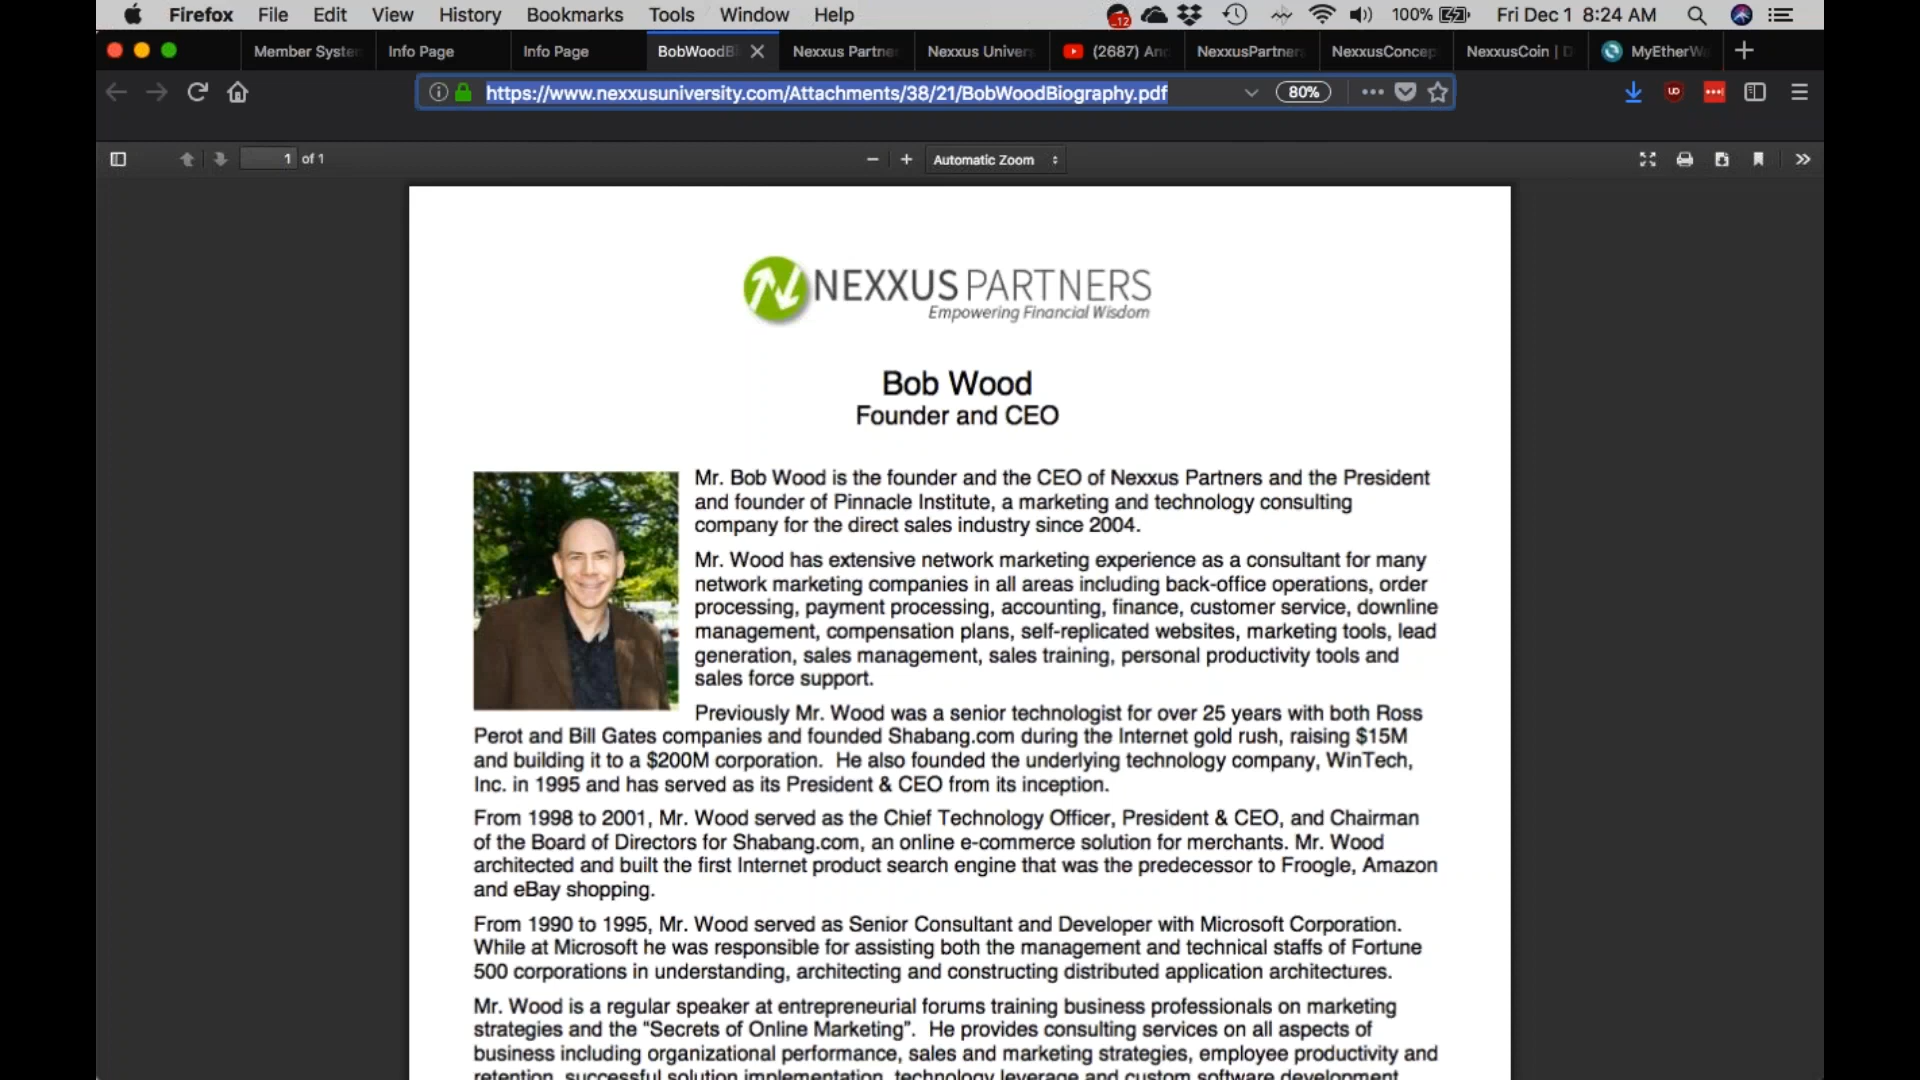 Firefox File Edit View History Bookmarks Tools Window Help 12 100% Fri Dec 1 8:24 AM
Member Syste Info Page Info Page BobWoodBi Nexxus Partne Nexxus Univer (2687) An NexxusPartner NexxusConcep NexxusCoin | D MyEtherW
https://www.nexxusuniversity.com/Attachments/38/21/BobWoodBiography.pdf 80%
1 of 1 Automatic Zoom
NEXXUS PARTNERS
Empowering Financial Wisdom
Bob Wood
Founder and CEO
Mr. Bob Wood is the founder and the CEO of Nexxus Partners and the President
and founder of Pinnacle Institute, a marketing and technology consulting
company for the direct sales industry since 2004.
Mr. Wood has extensive network marketing experience as a consultant for many
network marketing companies in all areas including back-office operations, order
processing, payment processing, accounting, finance, customer service, downline
management, compensation plans, self-replicated websites, marketing tools, lead
generation, sales management, sales training, personal productivity tools and
sales force support.
Previously Mr. Wood was a senior technologist for over 25 years with both Ross
Perot and Bill Gates companies and founded Shabang.com during the Internet gold rush, raising $15M
and building it to a $200M corporation. He also founded the underlying technology company, WinTech,
Inc. in 1995 and has served as its President & CEO from its inception.
From 1998 to 2001, Mr. Wood served as the Chief Technology Officer, President & CEO, and Chairman
of the Board of Directors for Shabang.com, an online e-commerce solution for merchants. Mr. Wood
architected and built the first Internet product search engine that was the predecessor to Froogle, Amazon
and eBay shopping.
From 1990 to 1995, Mr. Wood served as Senior Consultant and Developer with Microsoft Corporation.
While at Microsoft he was responsible for assisting both the management and technical staffs of Fortune
500 corporations in understanding, architecting and constructing distributed application architectures.
Mr. Wood is a regular speaker at entrepreneurial forums training business professionals on marketing
strategies and the “Secrets of Online Marketing”. He provides consulting services on all aspects of
business including organizational performance, sales and marketing strategies, employee productivity and
retention, successful solution implementation, technology leverage and custom software development.